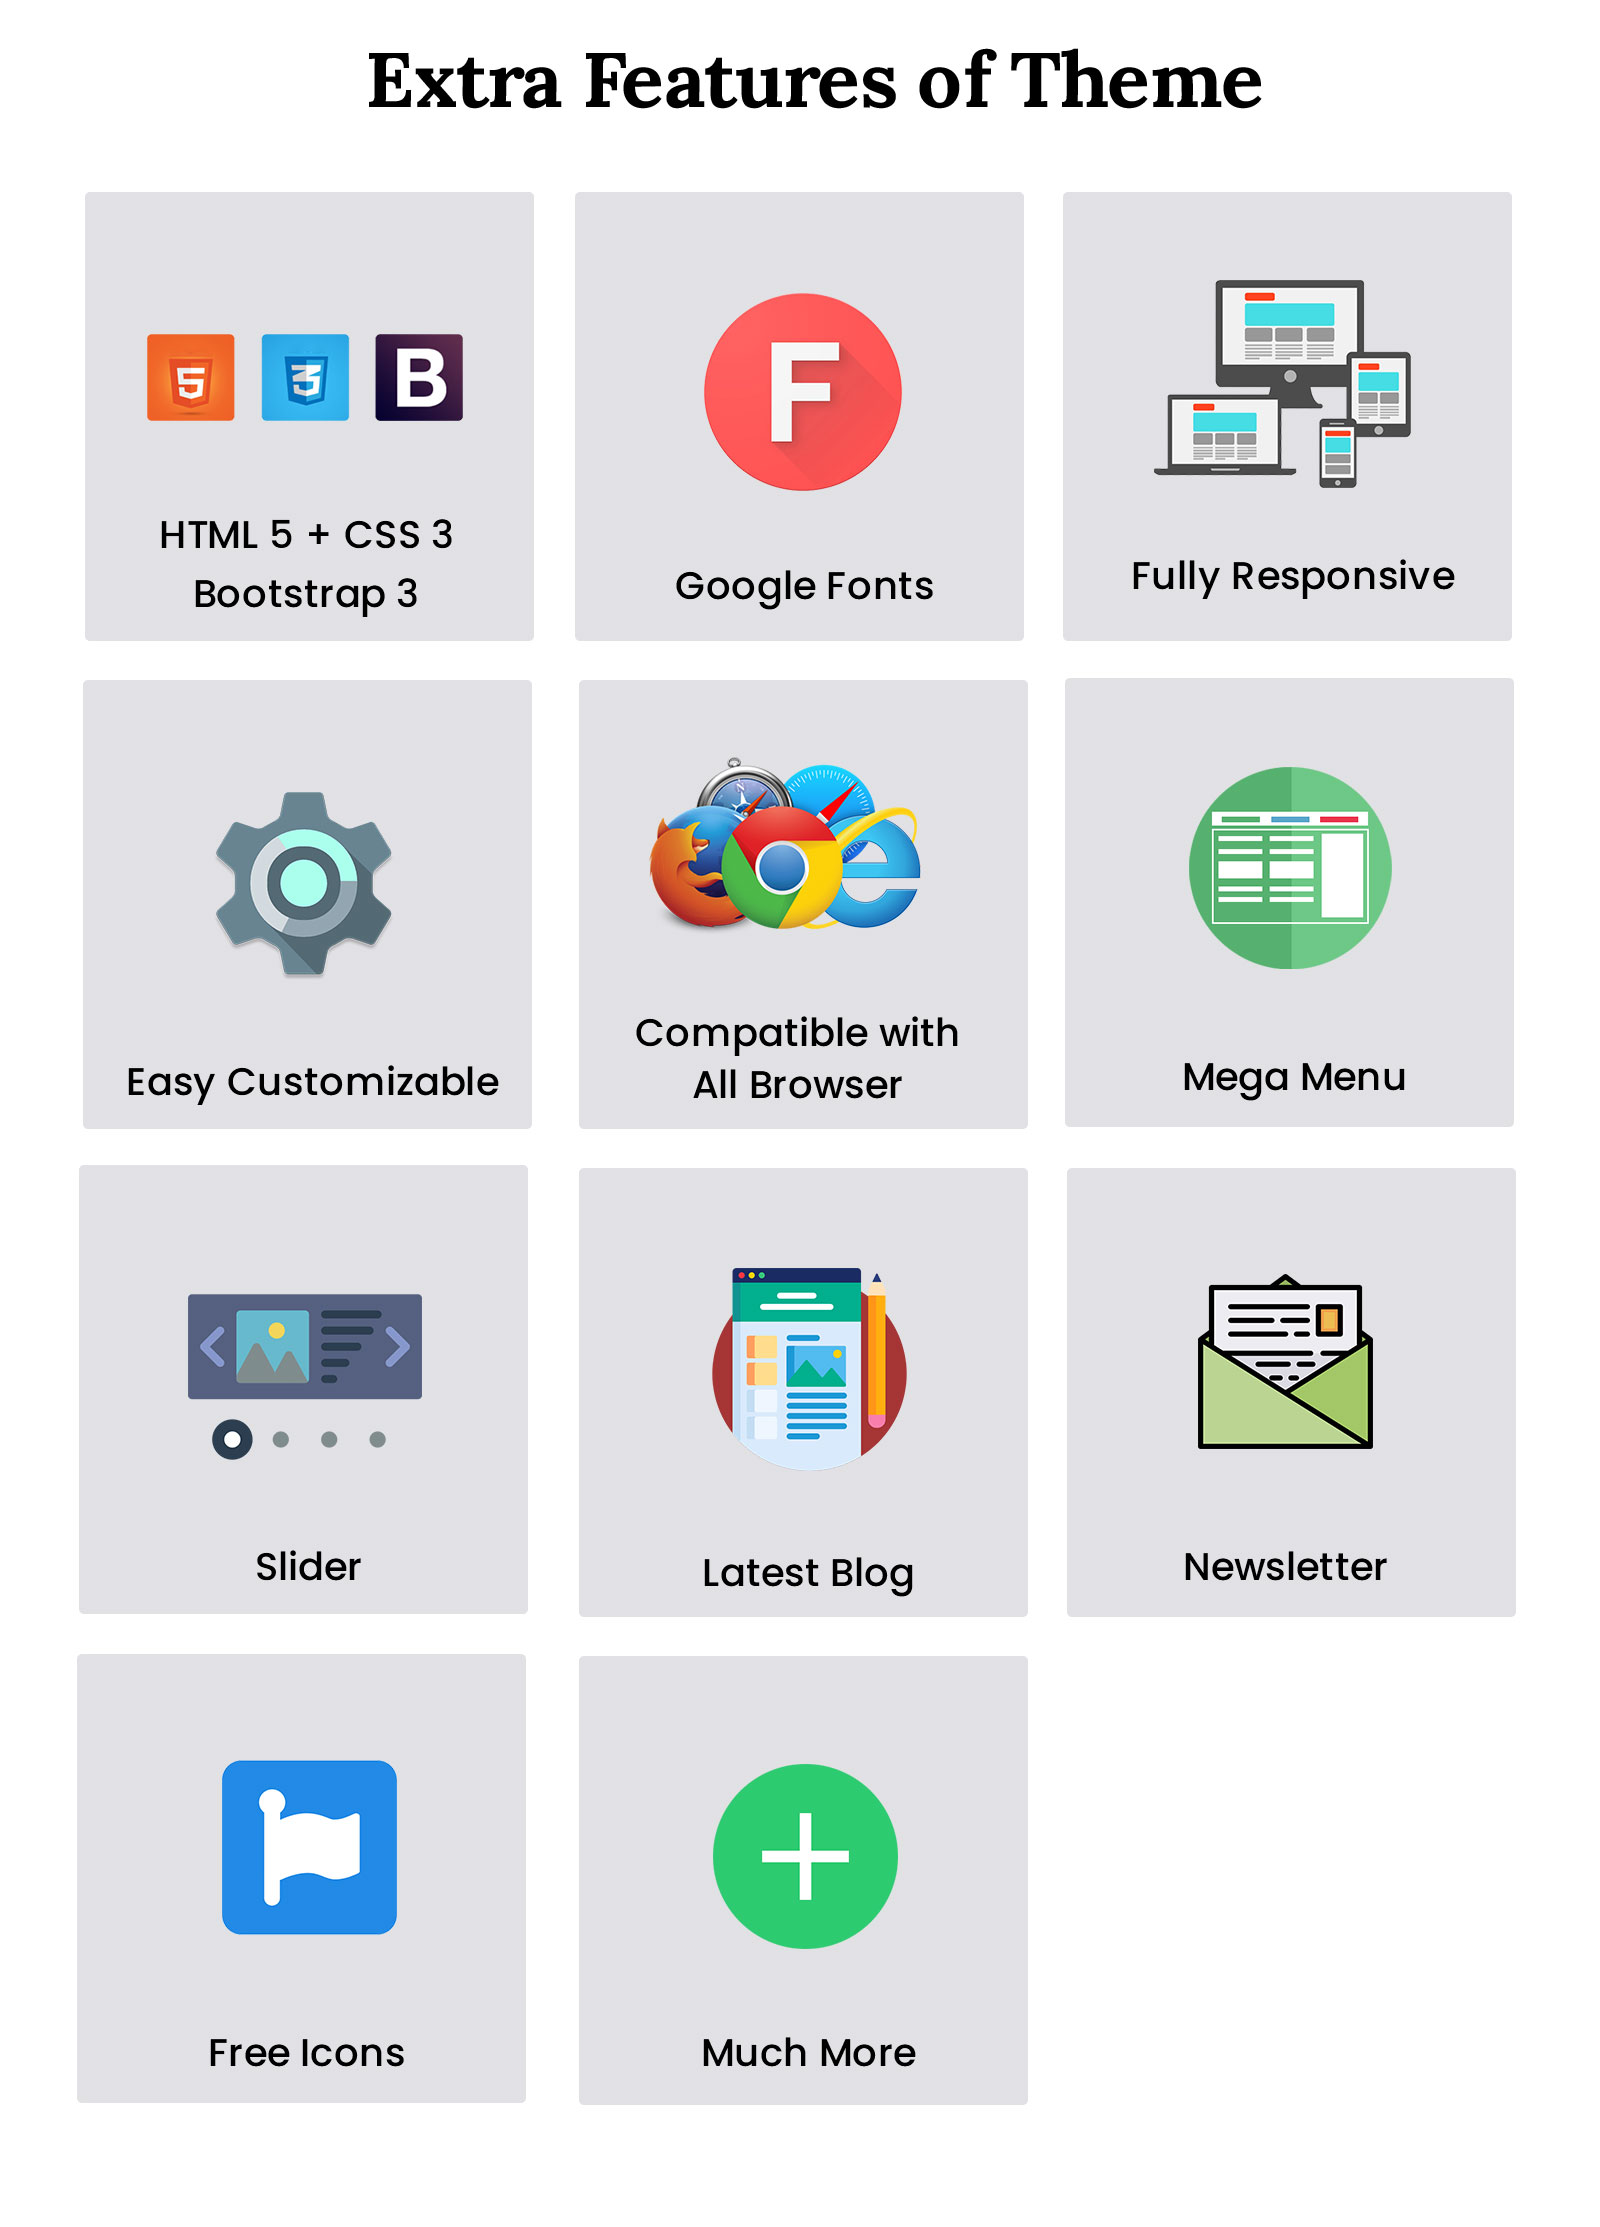 Extra Features of Theme
5 3 B
HTML 5 + CSS 3
Bootstrap 3
F
Google Fonts
Fully Responsive
Easy Customizable
N
Compatible with
All Browser
Mega Menu
Slider
Latest Blog
Newsletter
Free Icons
Much More